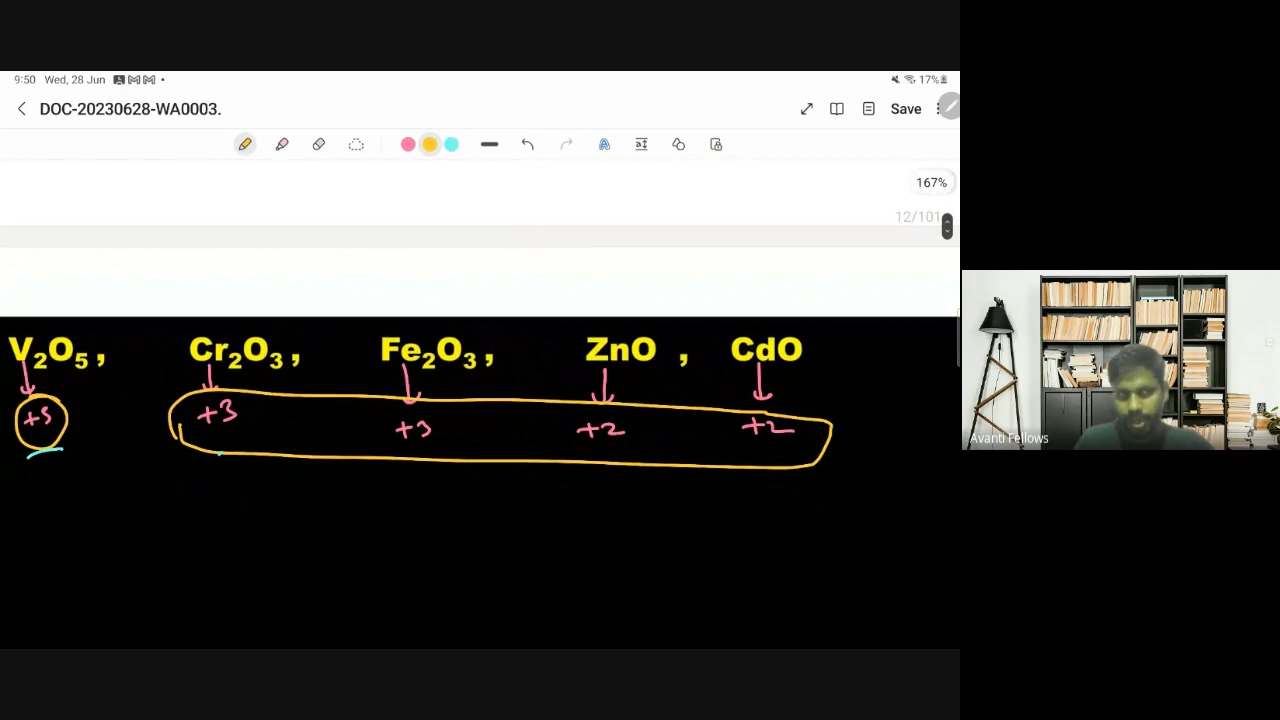 9:50 Wed, 28 Jun
17%
DOC-20230628-WA0003.
Save
167%
12/101
V₂O₅ , Cr₂O₃ , Fe₂O₃ , ZnO , CdO
+5 +3 +3 +2 +2
Avanti Fellows